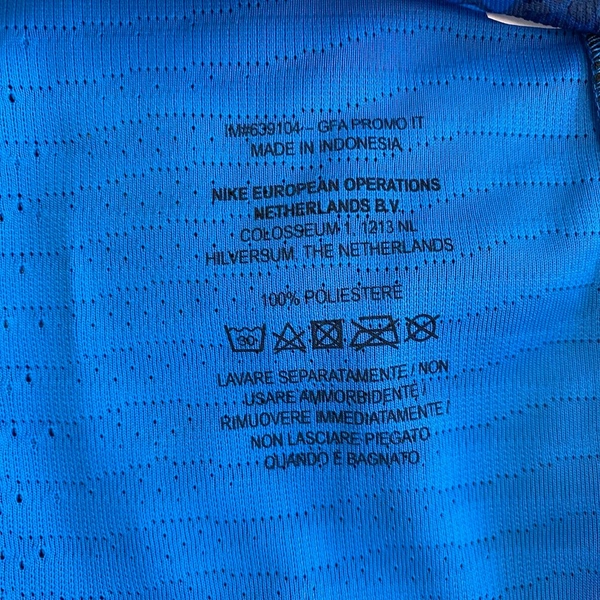 IM#639104 – GFA PROMO IT
MADE IN INDONESIA
NIKE EUROPEAN OPERATIONS
NETHERLANDS B.V.
COLOSSEUM 1, 1213 NL
HILVERSUM, THE NETHERLANDS
100% POLIESTERE
30
LAVARE SEPARATAMENTE / NON
USARE AMMORBIDENTE /
RIMUOVERE IMMEDIATAMENTE /
NON LASCIARE PIEGATO
QUANDO È BAGNATO